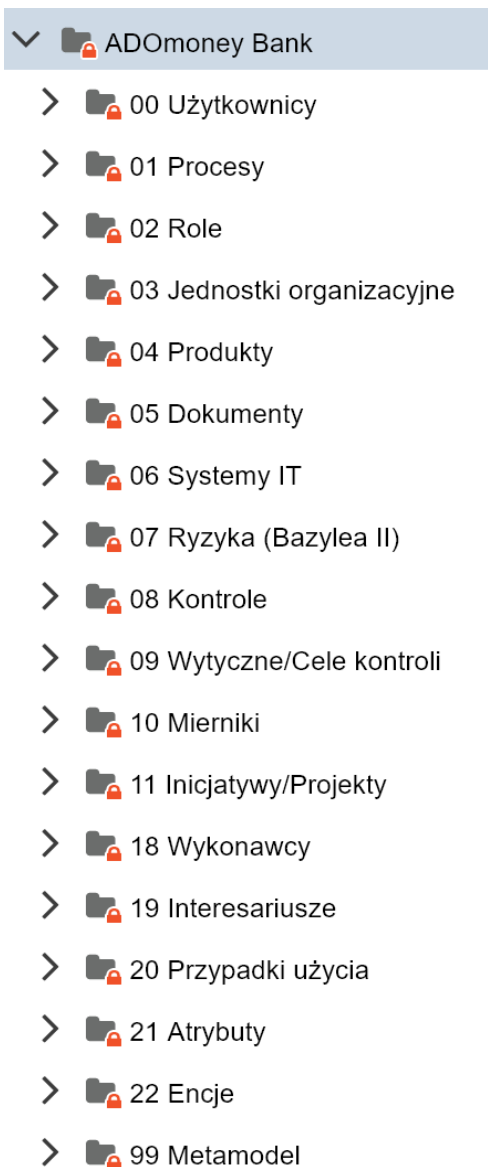 ADOmoney Bank
00 Użytkownicy
01 Procesy
02 Role
03 Jednostki organizacyjne
04 Produkty
05 Dokumenty
06 Systemy IT
07 Ryzyka (Bazylea II)
08 Kontrole
09 Wytyczne/Cele kontroli
10 Mierniki
11 Inicjatywy/Projekty
18 Wykonawcy
19 Interesariusze
20 Przypadki użycia
21 Atrybuty
22 Encje
99 Metamodel